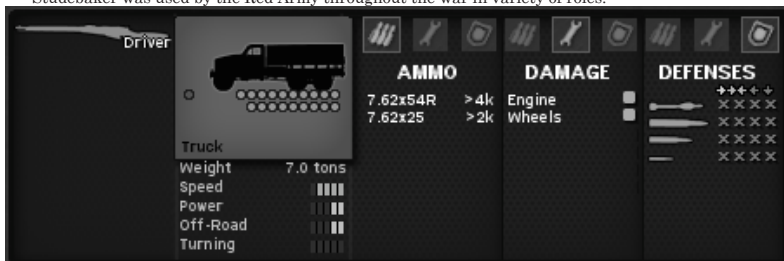 Studebaker was used by the Red Army throughout the war in variety of roles.
Driver
Truck
Weight 7.0 tons
Speed
Power
Off-Road
Turning
AMMO
7.62x54R >4k
7.62x25 >2k
DAMAGE
Engine
Wheels
DEFENSES
X X X X
X X X X
X X X X
X X X X